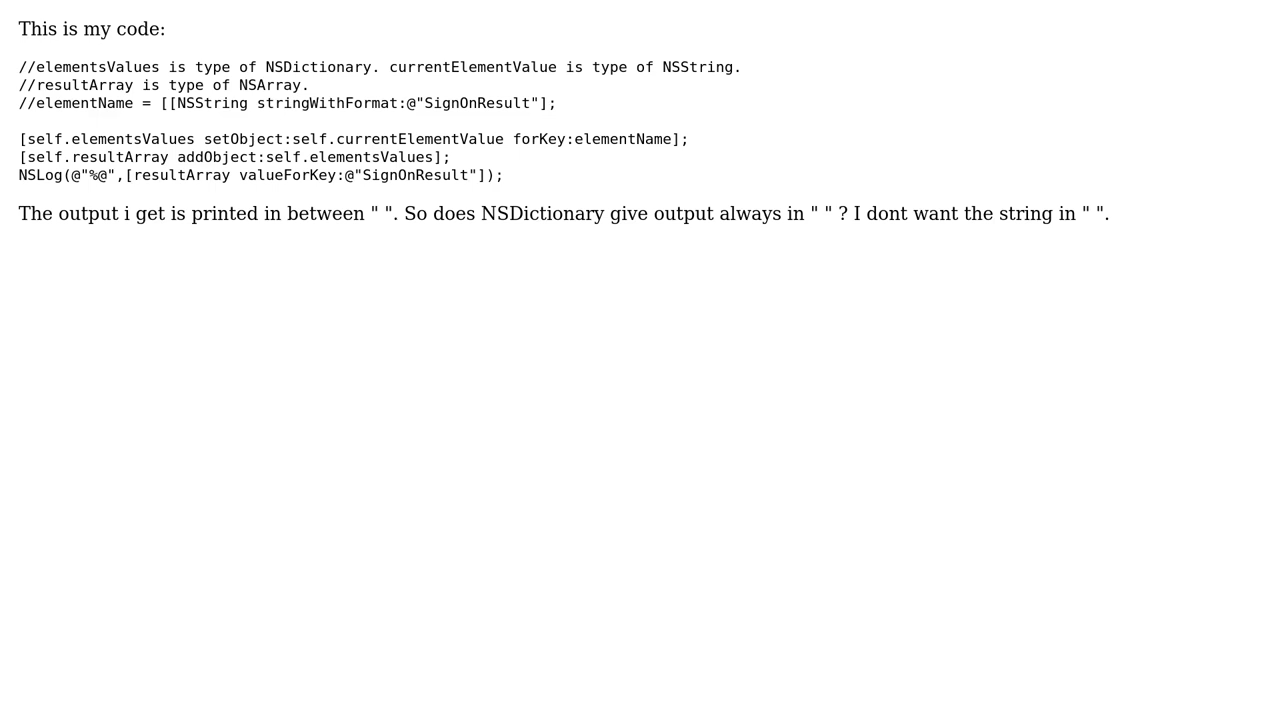 This is my code:
//elementsValues is type of NSDictionary. currentElementValue is type of NSString.
//resultArray is type of NSArray.
//elementName = [[NSString stringWithFormat:@"SignOnResult"];
[self.elementsValues setObject:self.currentElementValue forKey:elementName];
[self.resultArray addObject:self.elementsValues];
NSLog(@"%@",[resultArray valueForKey:@"SignOnResult"]);
The output i get is printed in between " ". So does NSDictionary give output always in " " ? I dont want the string in " ".